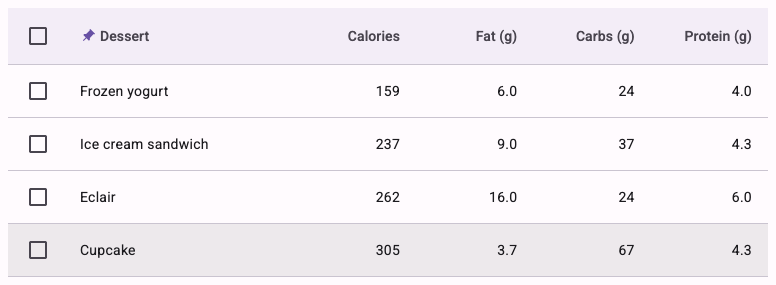 Dessert Calories Fat (g) Carbs (g) Protein (g)
Frozen yogurt 159 6.0 24 4.0
Ice cream sandwich 237 9.0 37 4.3
Eclair 262 16.0 24 6.0
Cupcake 305 3.7 67 4.3